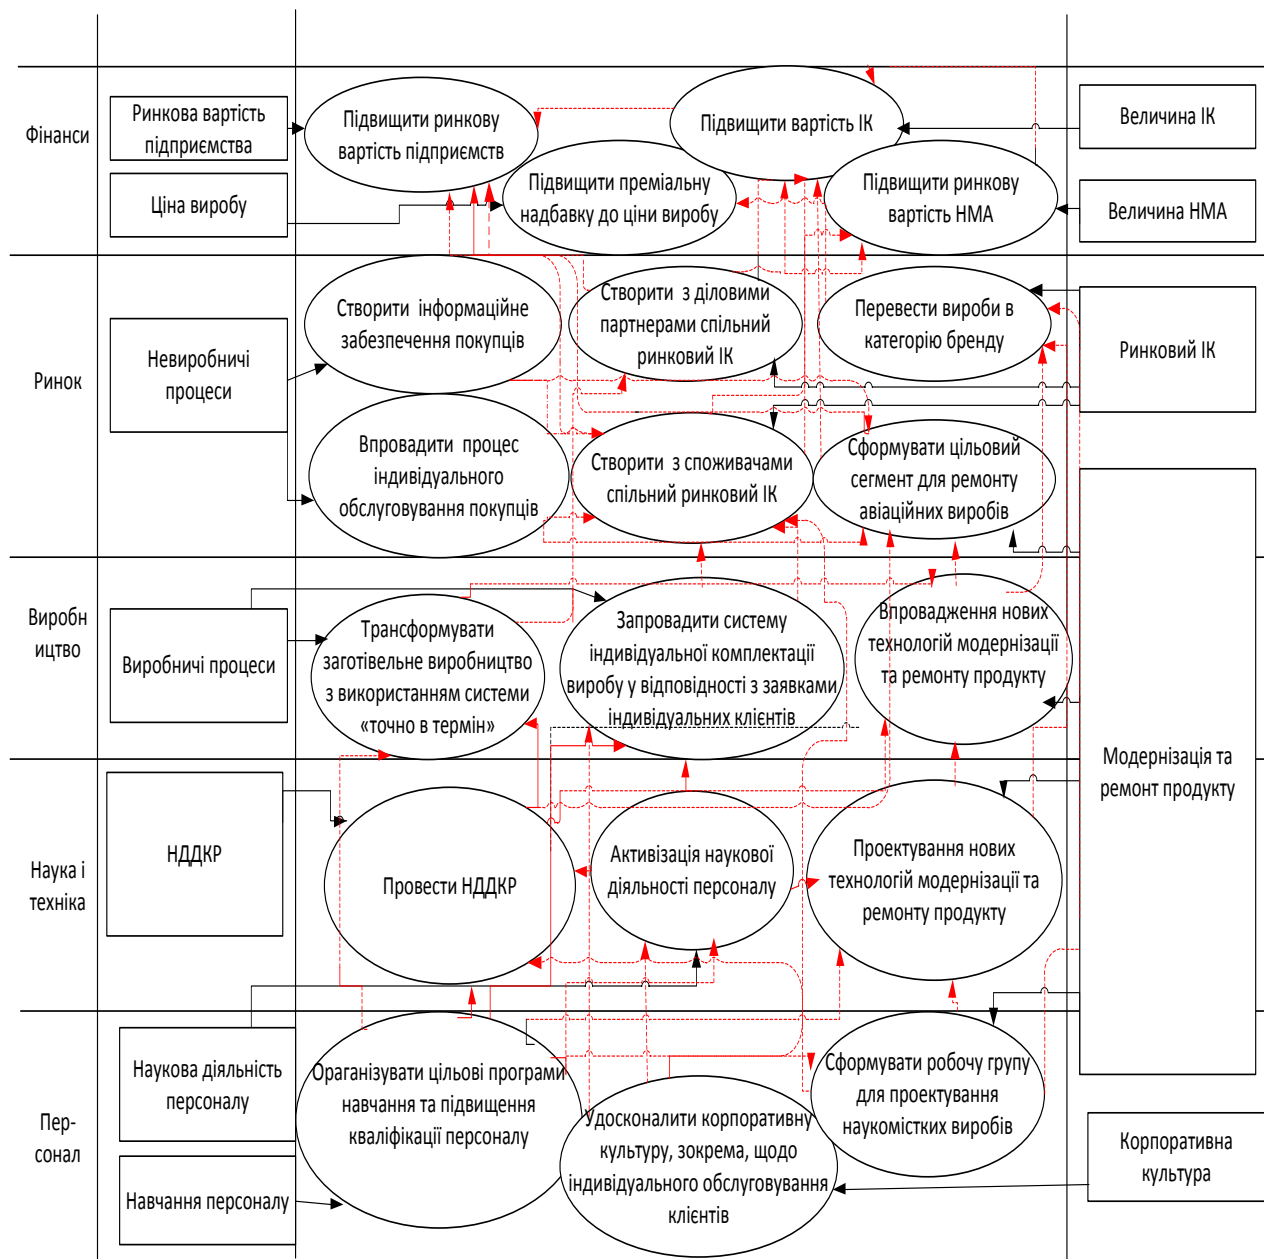 Фінанси
Ринкова вартість
підприємства
Ціна виробу
Підвищити ринкову
вартість підприємств
Підвищити вартість ІК
Підвищити преміальну
надбавку до ціни виробу
Підвищити ринкову
вартість НМА
Величина ІК
Величина НМА
Ринок
Невиробничі
процеси
Створити інформаційне
забезпечення покупців
Створити з діловими
партнерами спільний
ринковий ІК
Перевести вироби в
категорію бренду
Ринковий ІК
Впровадити процес
індивідуального
обслуговування покупців
Створити з споживачами
спільний ринковий ІК
Сформувати цільовий
сегмент для ремонту
авіаційних виробів
Виробн
ицтво
Виробничі процеси
Трансформувати
заготівельне виробництво
з використанням системи
«точно в термін»
Запровадити систему
індивідуальної комплектації
виробу у відповідності з заявками
індивідуальних клієнтів
Впровадження нових
технологій модернізації
та ремонту продукту
Модернізація та
ремонт продукту
Наука і
техніка
НДДКР
Провести НДДКР
Активізація наукової
діяльності персоналу
Проектування нових
технологій модернізації та
ремонту продукту
Пер-
сонал
Наукова діяльність
персоналу
Навчання персоналу
Ораганізувати цільові програми
навчання та підвищення
кваліфікації персоналу
Удосконалити корпоративну
культуру, зокрема, щодо
індивідуального обслуговування
клієнтів
Сформувати робочу групу
для проектування
наукомістких виробів
Корпоративна
культура